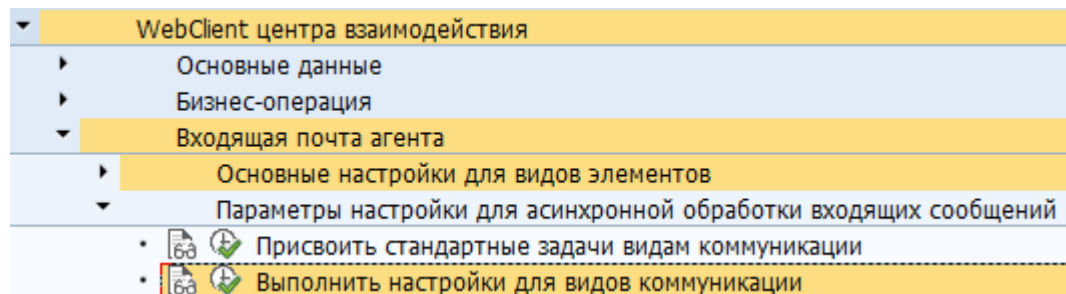 WebClient центра взаимодействия
Основные данные
Бизнес-операция
Входящая почта агента
Основные настройки для видов элементов
Параметры настройки для асинхронной обработки входящих сообщений
Присвоить стандартные задачи видам коммуникации
Выполнить настройки для видов коммуникации